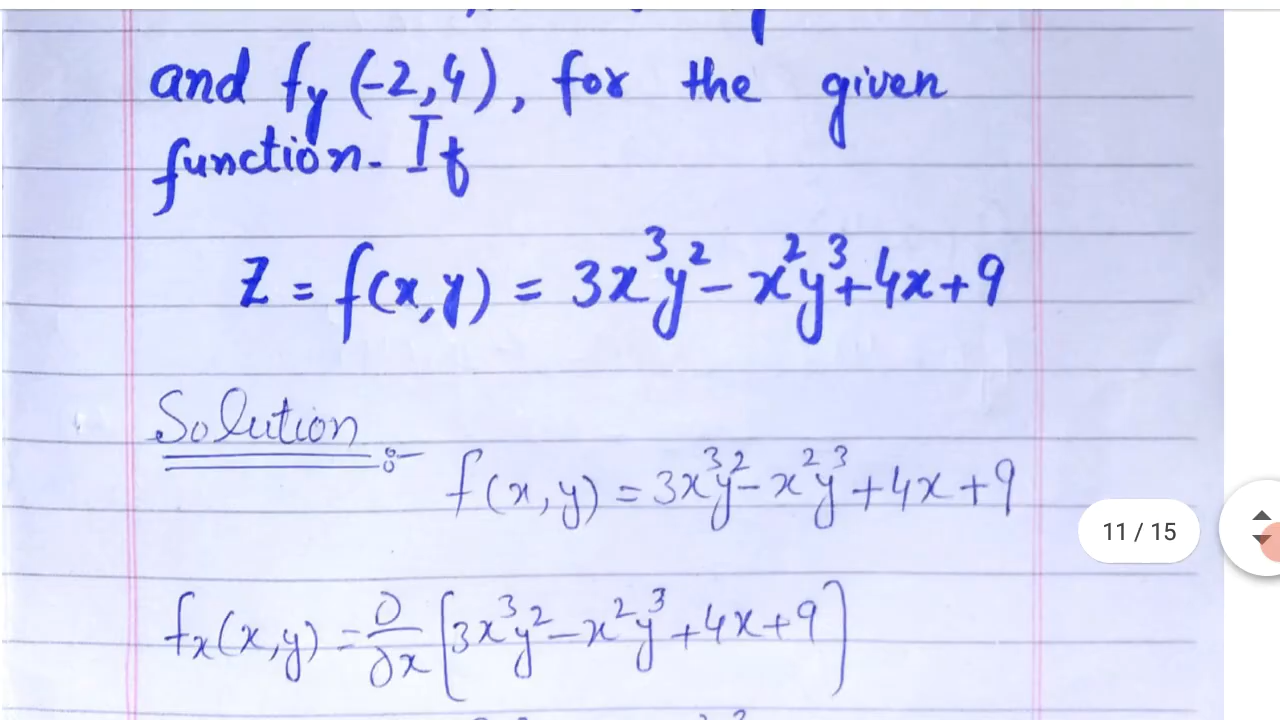 and fy (-2,4), for the given
function. If
Z = f(x,y) = 3x³y² - x²y³ + 4x + 9
Solution :-
f(x,y) = 3x³y² - x²y³ + 4x + 9
11 / 15
fx(x,y) = ∂/∂x [3x³y² - x²y³ + 4x + 9]